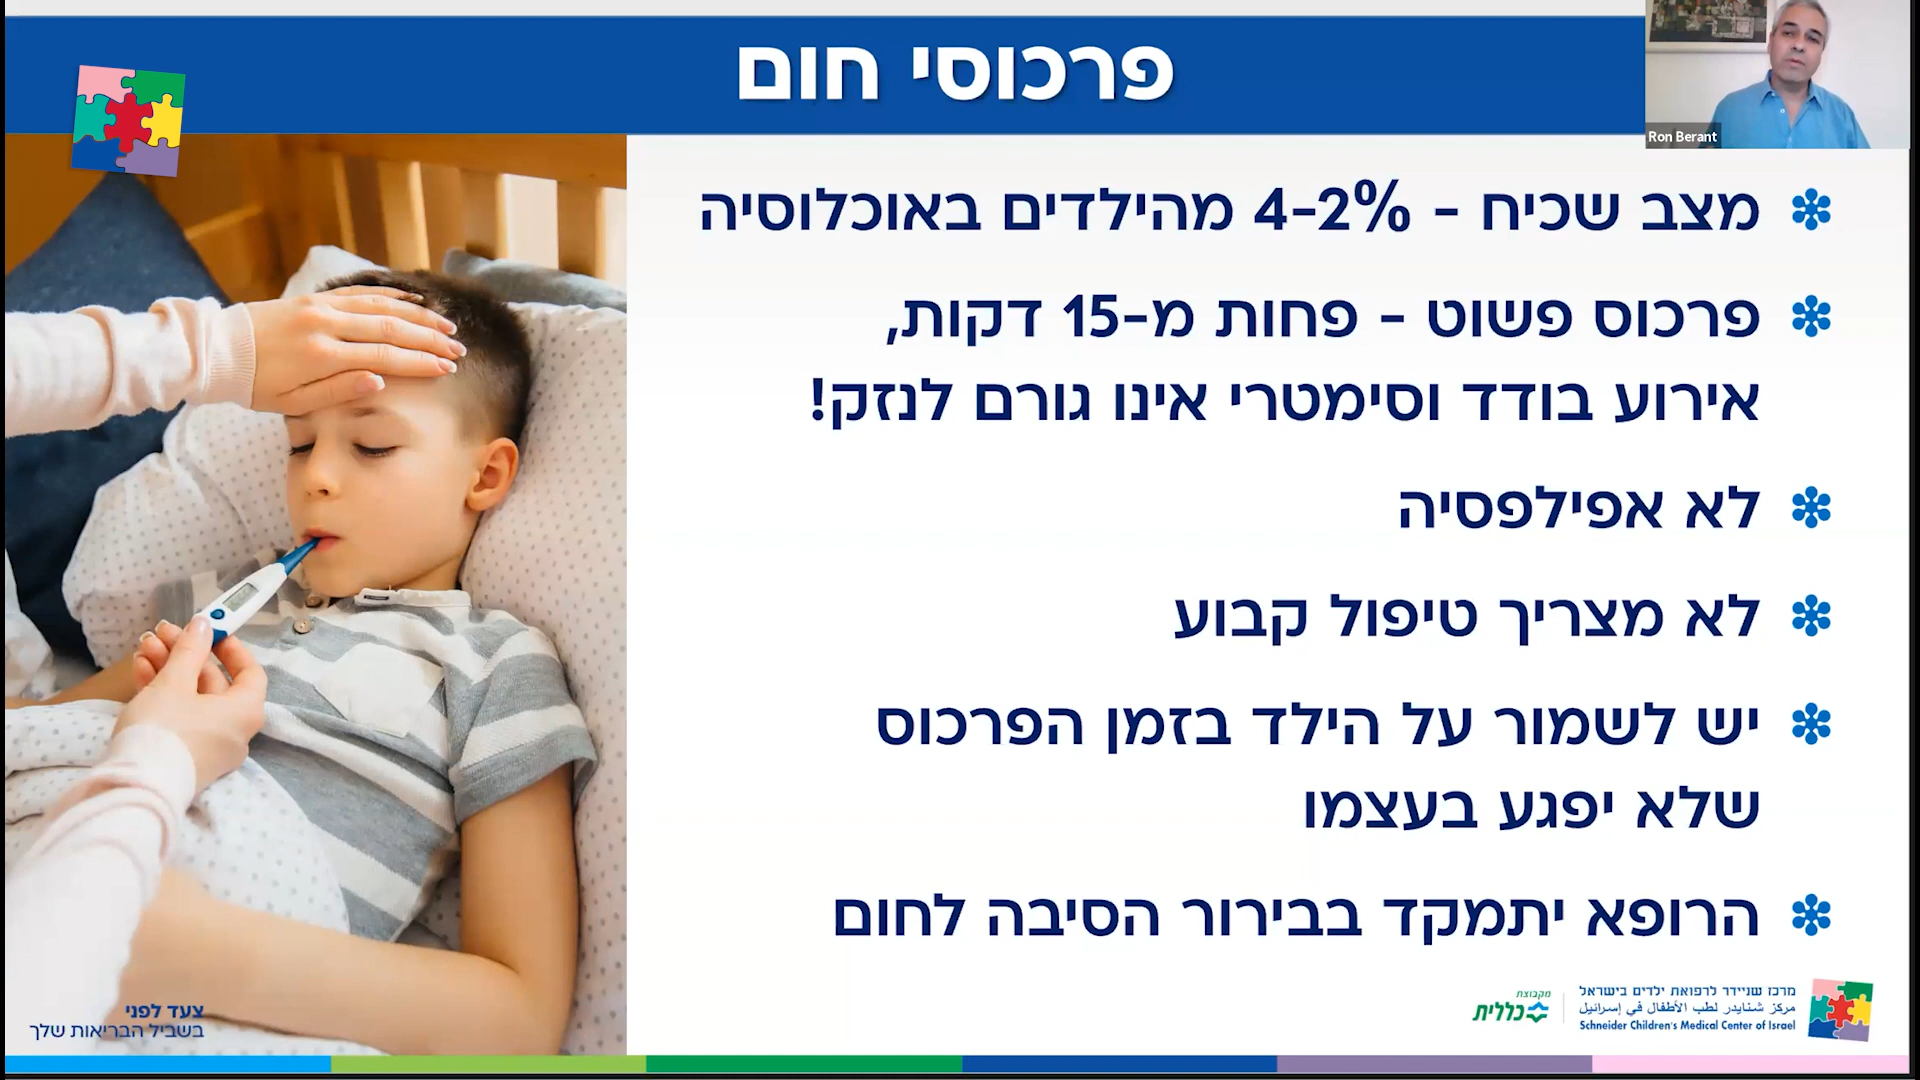 פרכוסי חום
Ron Berant
מצב שכיח - 4-2% מהילדים באוכלוסיה
פרכוס פשוט - פחות מ-15 דקות,
אירוע בודד וסימטרי אינו גורם לנזק!
לא אפילפסיה
לא מצריך טיפול קבוע
יש לשמור על הילד בזמן הפרכוס
שלא יפגע בעצמו
הרופא יתמקד בבירור הסיבה לחום
מרכז שניידר לרפואת ילדים בישראל
مركز شنايدر لطب الأطفال في إسرائيل
Schneider Children's Medical Center of Israel
מקבוצת
כללית
צעד לפני
בשביל הבריאות שלך